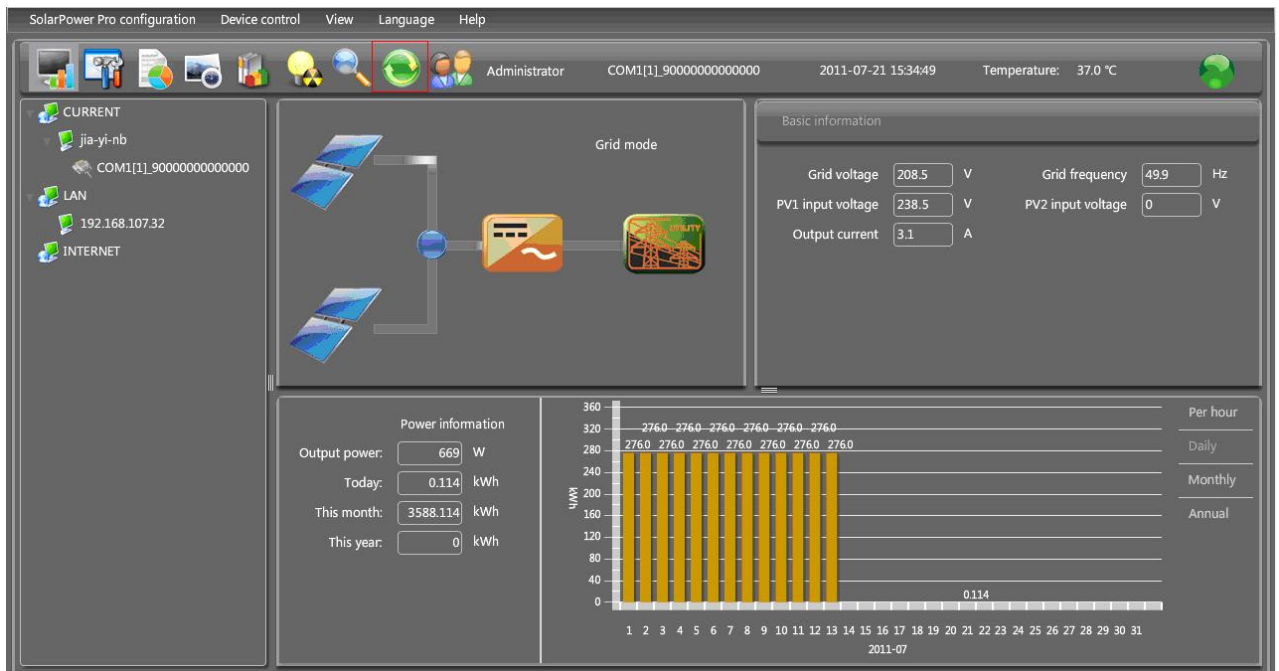 SolarPower Pro configuration Device control View Language Help
Administrator COM1[1]_90000000000000 2011-07-21 15:34:49 Temperature: 37.0 ℃
CURRENT
jia-yi-nb
COM1[1]_90000000000000
LAN
192.168.107.32
INTERNET
Grid mode
UTILITY
Basic information
Grid voltage 208.5 V Grid frequency 49.9 Hz
PV1 input voltage 238.5 V PV2 input voltage 0 V
Output current 3.1 A
Power information
Output power: 669 W
Today: 0.114 kWh
This month: 3588.114 kWh
This year: 0 kWh
360
320
280
240
200
160
120
80
40
0
kWh
276.0 276.0 276.0 276.0 276.0 276.0
276.0 276.0 276.0 276.0 276.0 276.0 276.0
0.114
1 2 3 4 5 6 7 8 9 10 11 12 13 14 15 16 17 18 19 20 21 22 23 24 25 26 27 28 29 30 31
2011-07
Per hour
Daily
Monthly
Annual